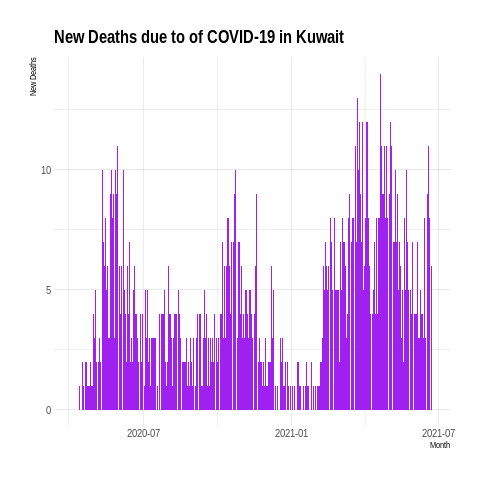 New Deaths due to of COVID-19 in Kuwait
New Deaths
10
5
0
2020-07
2021-01
2021-07
Month